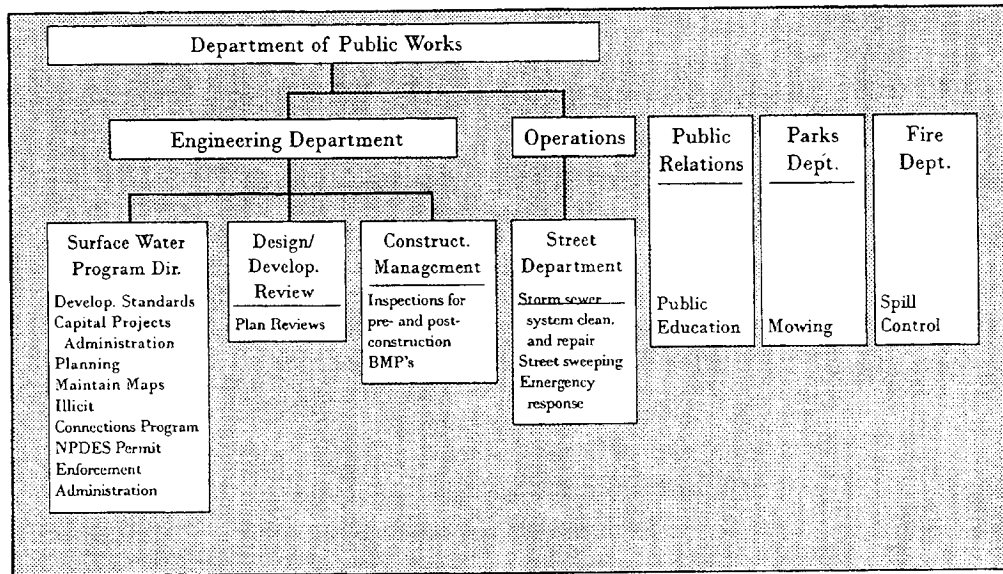 Department of Public Works
Engineering Department
Operations
Public
Relations
Public
Education
Parks
Dept.
Mowing
Fire
Dept.
Spill
Control
Surface Water
Program Dir.
Develop. Standards
Capital Projects
Administration
Planning
Maintain Maps
Illicit
Connections Program
NPDES Permit
Enforcement
Administration
Design/
Develop.
Review
Plan Reviews
Construct.
Management
Inspections for
pre- and post-
construction
BMP's
Street
Department
Storm sewer
system clean.
and repair
Street sweeping
Emergency
response